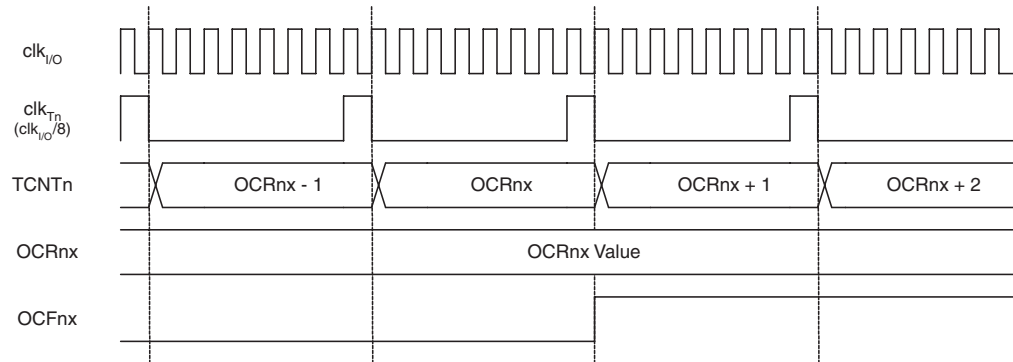 clkI/O
clkTn
(clkI/O/8)
TCNTn
OCRnx - 1
OCRnx
OCRnx + 1
OCRnx + 2
OCRnx
OCRnx Value
OCFnx